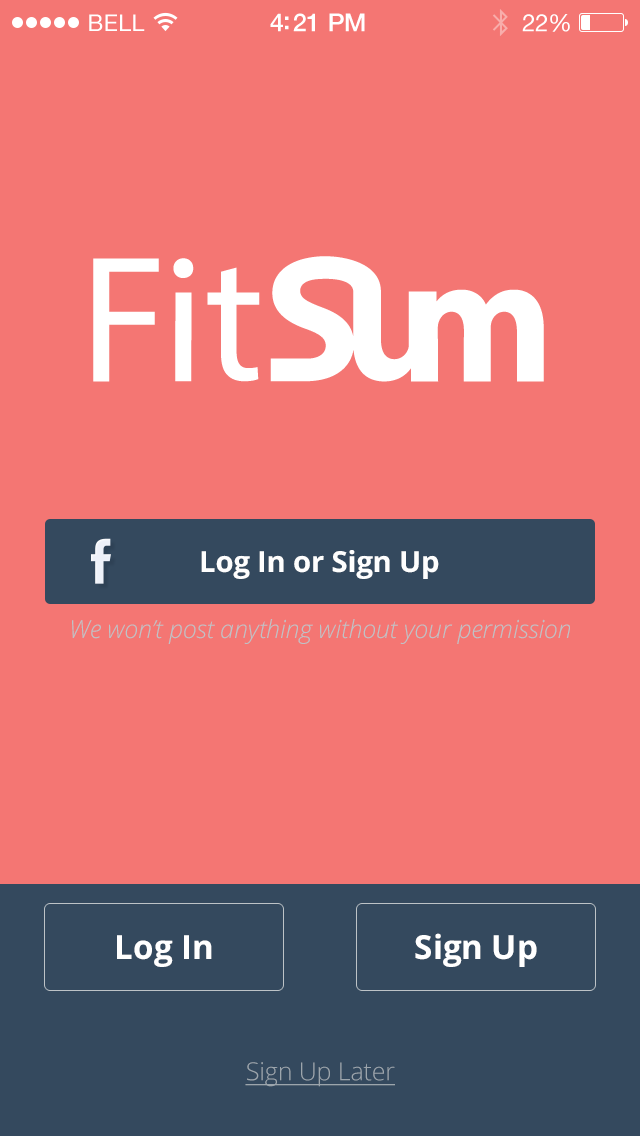 BELL 4:21 PM 22%
FitSum
f Log In or Sign Up
We won't post anything without your permission
Log In Sign Up
Sign Up Later